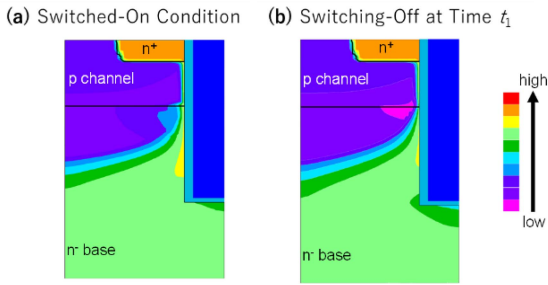 (a) Switched-On Condition
(b) Switching-Off at Time t₁
n⁺
p channel
n⁻ base
n⁺
p channel
n⁻ base
high
low